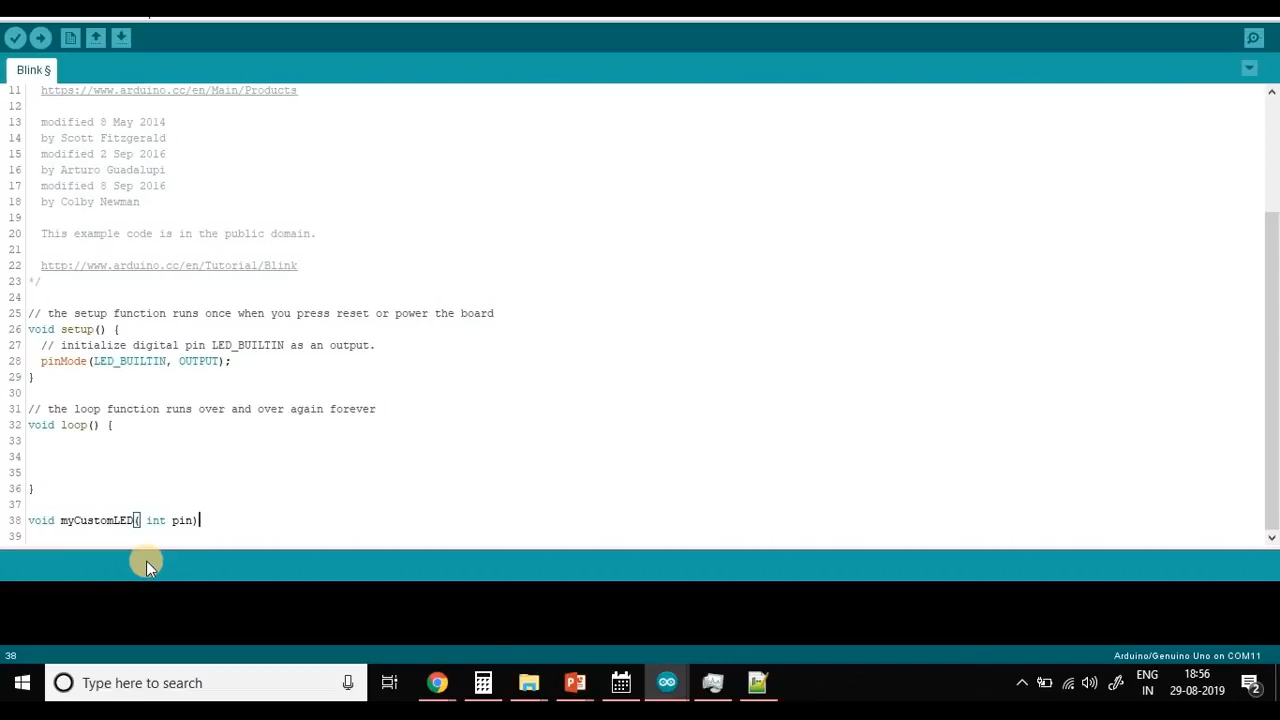 Blink §
11 https://www.arduino.cc/en/Main/Products
12
13 modified 8 May 2014
14 by Scott Fitzgerald
15 modified 2 Sep 2016
16 by Arturo Guadalupi
17 modified 8 Sep 2016
18 by Colby Newman
19
20 This example code is in the public domain.
21
22 http://www.arduino.cc/en/Tutorial/Blink
23 */
24
25 // the setup function runs once when you press reset or power the board
26 void setup() {
27 // initialize digital pin LED_BUILTIN as an output.
28 pinMode(LED_BUILTIN, OUTPUT);
29 }
30
31 // the loop function runs over and over again forever
32 void loop() {
33
34
35
36 }
37
38 void myCustomLED( int pin)
39
38
Arduino/Genuino Uno on COM11
Type here to search
ENG
IN
18:56
29-08-2019
2